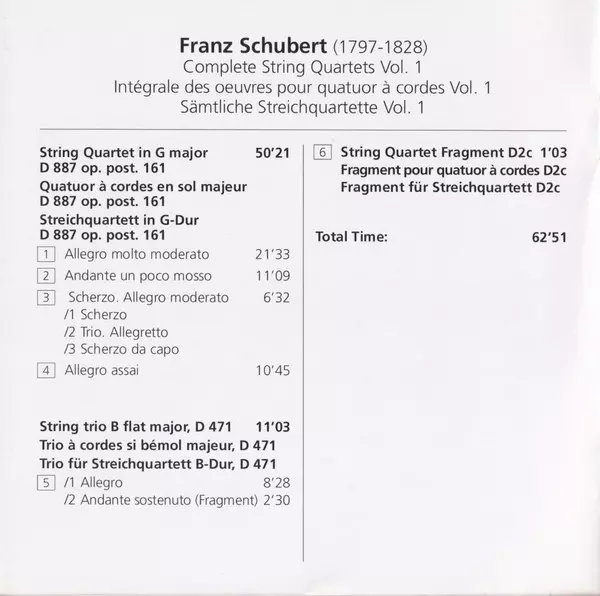 Franz Schubert (1797-1828)
Complete String Quartets Vol. 1
Intégrale des oeuvres pour quatuor à cordes Vol. 1
Sämtliche Streichquartette Vol. 1
String Quartet in G major 50'21
D 887 op. post. 161
Quatuor à cordes en sol majeur
D 887 op. post. 161
Streichquartett in G-Dur
D 887 op. post. 161
1 Allegro molto moderato 21'33
2 Andante un poco mosso 11'09
3 Scherzo. Allegro moderato 6'32
/1 Scherzo
/2 Trio. Allegretto
/3 Scherzo da capo
4 Allegro assai 10'45
String trio B flat major, D 471 11'03
Trio à cordes si bémol majeur, D 471
Trio für Streichquartett B-Dur, D 471
5 /1 Allegro 8'28
/2 Andante sostenuto (Fragment) 2'30
6 String Quartet Fragment D2c 1'03
Fragment pour quatuor à cordes D2c
Fragment für Streichquartett D2c
Total Time: 62'51